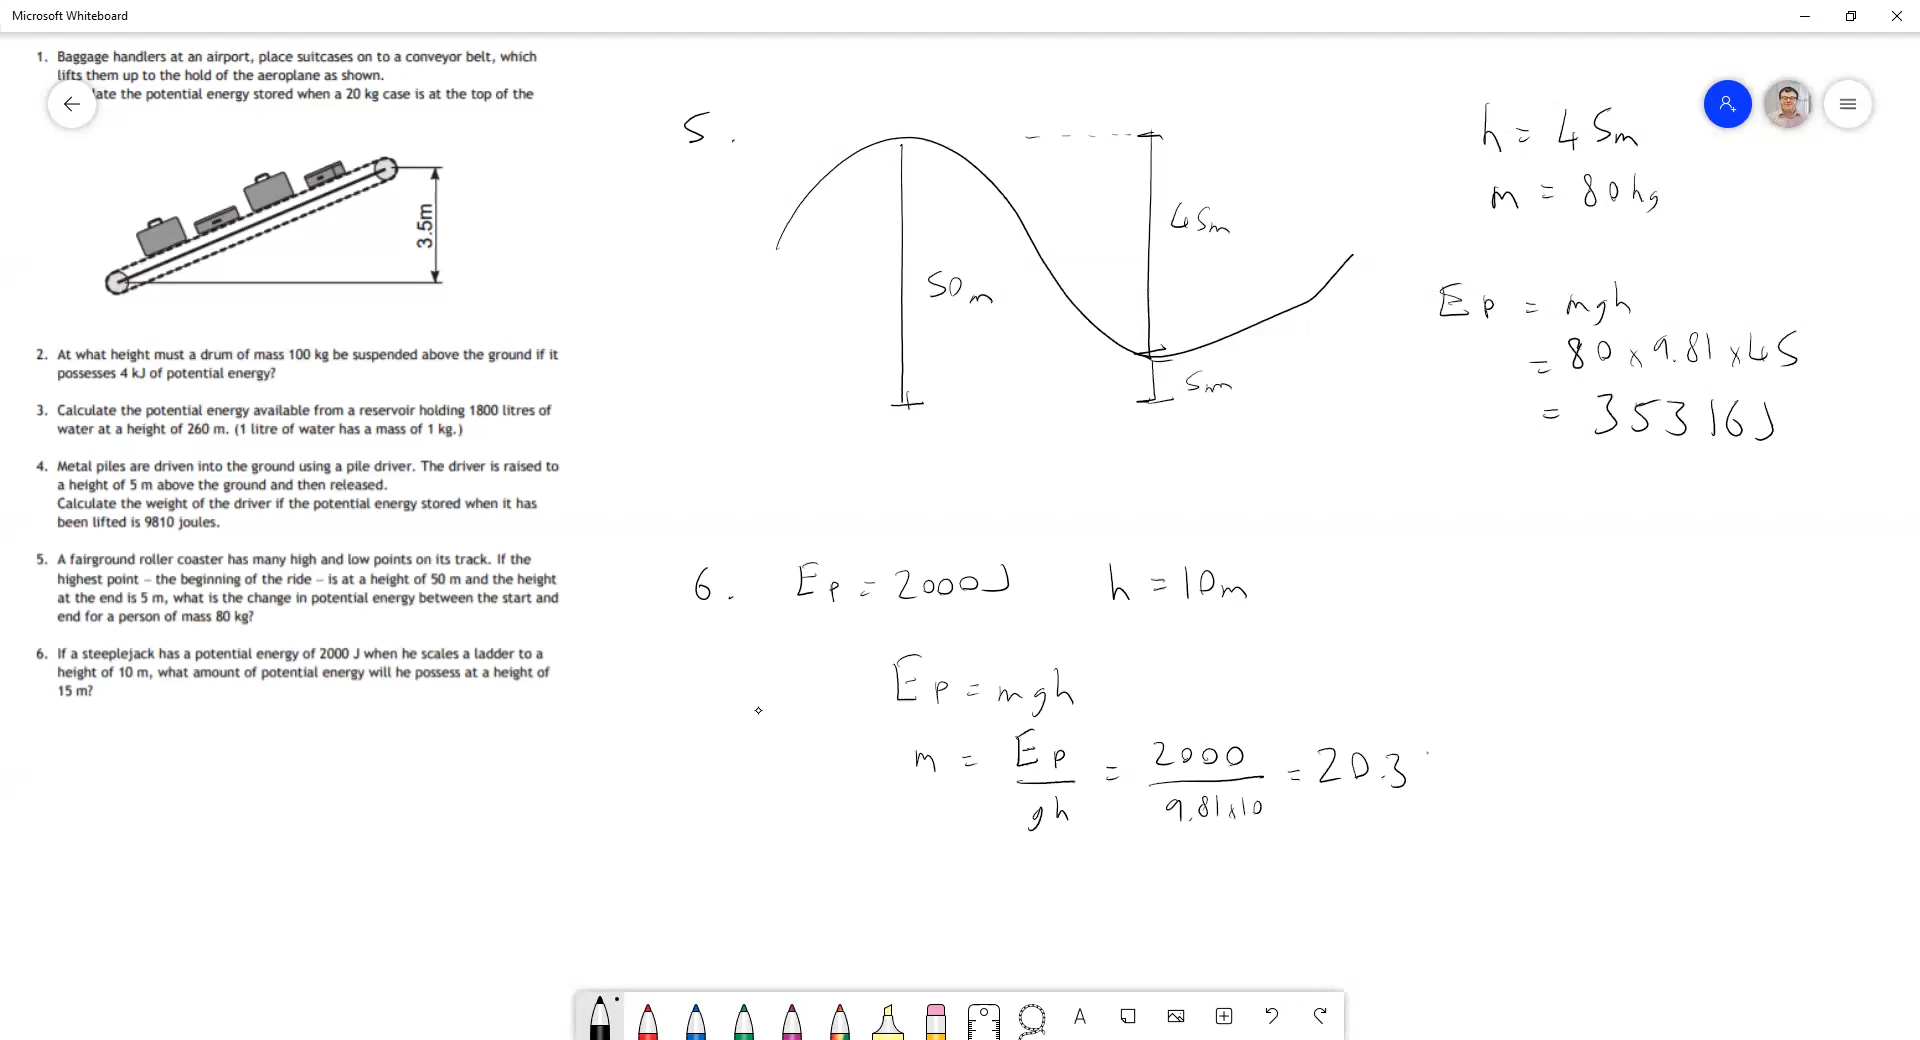 Microsoft Whiteboard
1. Baggage handlers at an airport, place suitcases on to a conveyor belt, which
lifts them up to the hold of the aeroplane as shown.
ate the potential energy stored when a 20 kg case is at the top of the
3.5m
2. At what height must a drum of mass 100 kg be suspended above the ground if it
possesses 4 kJ of potential energy?
3. Calculate the potential energy available from a reservoir holding 1800 litres of
water at a height of 260 m. (1 litre of water has a mass of 1 kg.)
4. Metal piles are driven into the ground using a pile driver. The driver is raised to
a height of 5 m above the ground and then released.
Calculate the weight of the driver if the potential energy stored when it has
been lifted is 9810 joules.
5. A fairground roller coaster has many high and low points on its track. If the
highest point – the beginning of the ride – is at a height of 50 m and the height
at the end is 5 m, what is the change in potential energy between the start and
end for a person of mass 80 kg?
6. If a steeplejack has a potential energy of 2000 J when he scales a ladder to a
height of 10 m, what amount of potential energy will he possess at a height of
15 m?
5.
50m
45m
5m
h = 45m
m = 80kg
Ep = mgh
= 80 x 9.81 x 45
= 35316J
6. Ep = 2000J h = 10m
Ep = mgh
m = Ep/gh = 2000/9.81x10 = 20.3
A